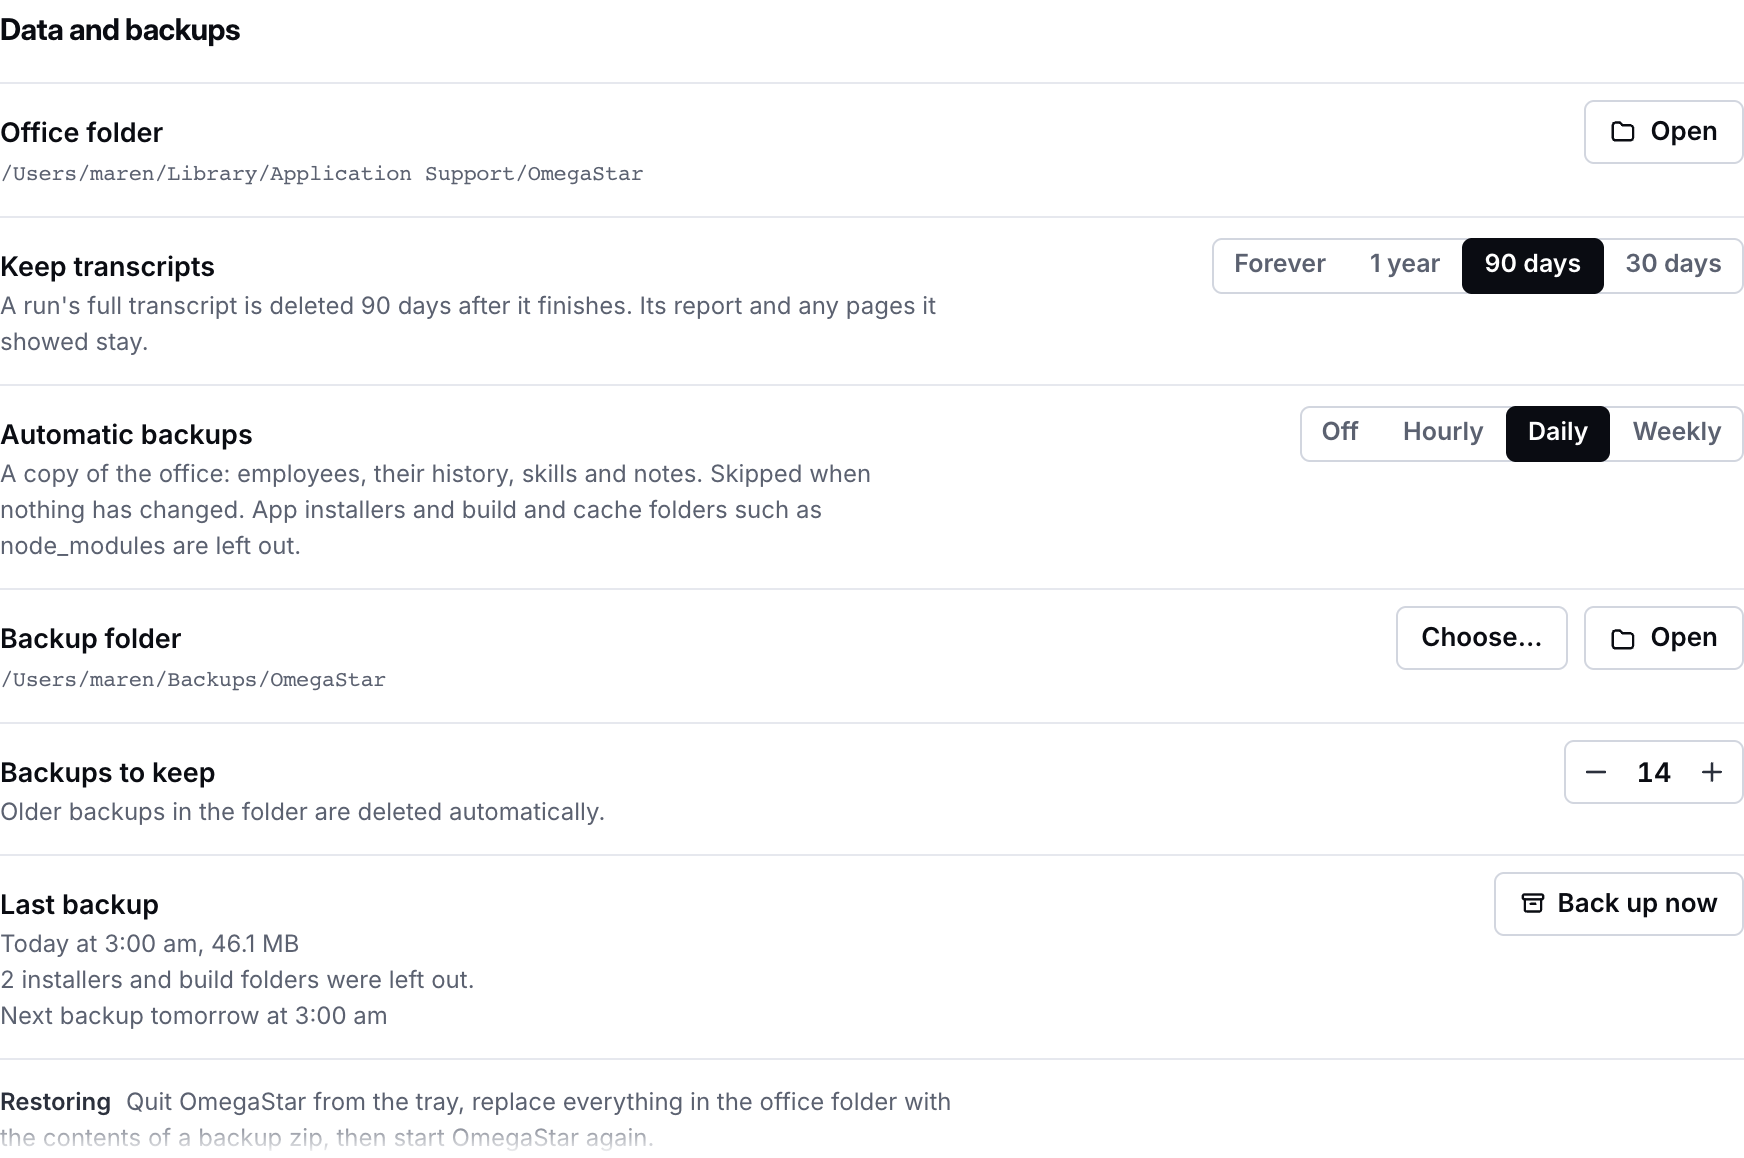 Data and backups
Office folder
Open
/Users/maren/Library/Application Support/OmegaStar
Keep transcripts
Forever 1 year 90 days 30 days
A run's full transcript is deleted 90 days after it finishes. Its report and any pages it
showed stay.
Automatic backups
Off Hourly Daily Weekly
A copy of the office: employees, their history, skills and notes. Skipped when
nothing has changed. App installers and build and cache folders such as
node_modules are left out.
Backup folder
Choose... Open
/Users/maren/Backups/OmegaStar
Backups to keep
− 14 +
Older backups in the folder are deleted automatically.
Last backup
Back up now
Today at 3:00 am, 46.1 MB
2 installers and build folders were left out.
Next backup tomorrow at 3:00 am
Restoring Quit OmegaStar from the tray, replace everything in the office folder with
the contents of a backup zip, then start OmegaStar again.